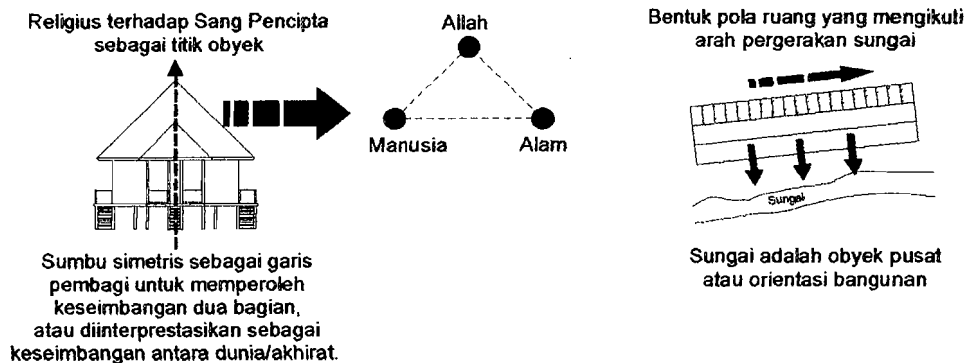 Religius terhadap Sang Pencipta
sebagai titik obyek
Sumbu simetris sebagai garis
pembagi untuk memperoleh
keseimbangan dua bagian,
atau diinterprestasikan sebagai
keseimbangan antara dunia/akhirat.
Allah
Manusia
Alam
Bentuk pola ruang yang mengikuti
arah pergerakan sungai
Sungai
Sungai adalah obyek pusat
atau orientasi bangunan